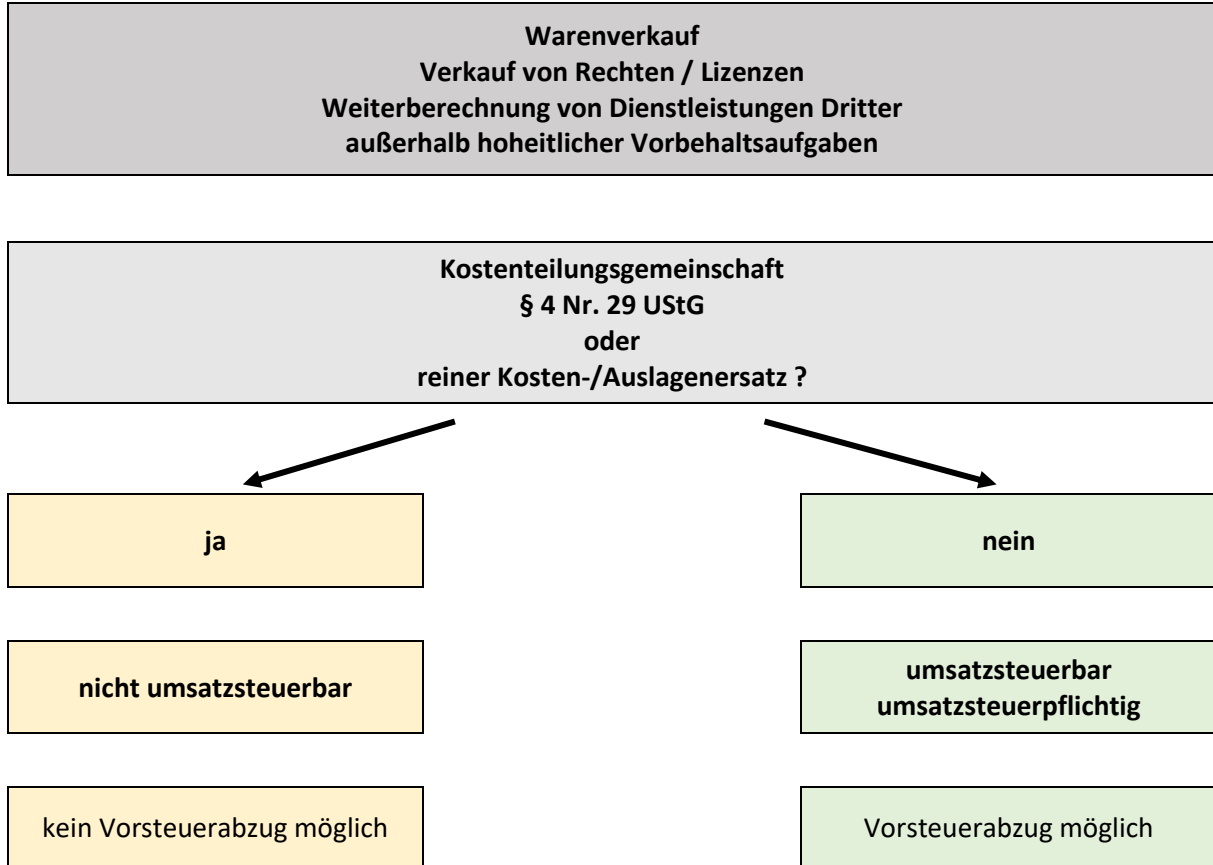 Warenverkauf
Verkauf von Rechten / Lizenzen
Weiterberechnung von Dienstleistungen Dritter
außerhalb hoheitlicher Vorbehaltsaufgaben
Kostenteilungsgemeinschaft
§ 4 Nr. 29 UStG
oder
reiner Kosten-/Auslagenersatz ?
ja
nein
nicht umsatzsteuerbar
umsatzsteuerbar
umsatzsteuerpflichtig
kein Vorsteuerabzug möglich
Vorsteuerabzug möglich